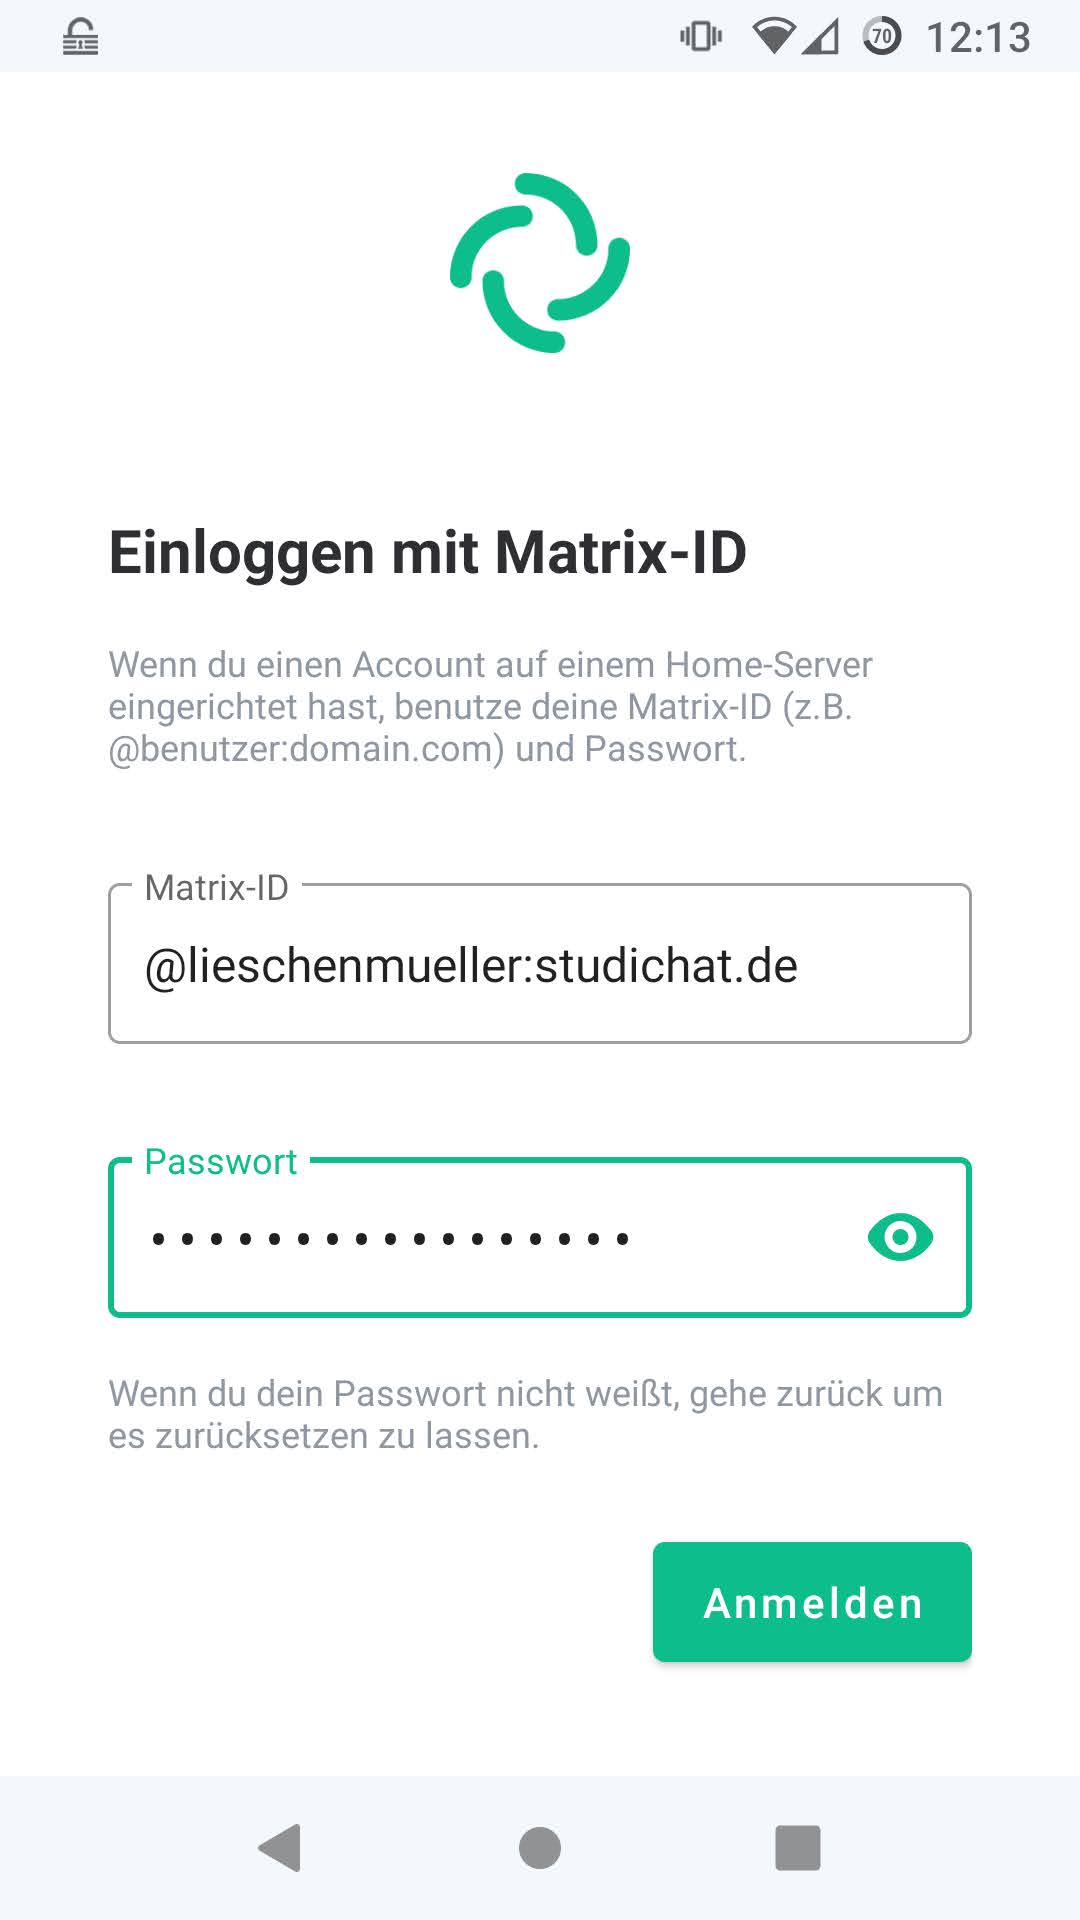 70 12:13
Einloggen mit Matrix-ID
Wenn du einen Account auf einem Home-Server
eingerichtet hast, benutze deine Matrix-ID (z.B.
@benutzer:domain.com) und Passwort.
Matrix-ID
@lieschenmueller:studichat.de
Passwort
•••••••••••••••••
Wenn du dein Passwort nicht weißt, gehe zurück um
es zurücksetzen zu lassen.
Anmelden